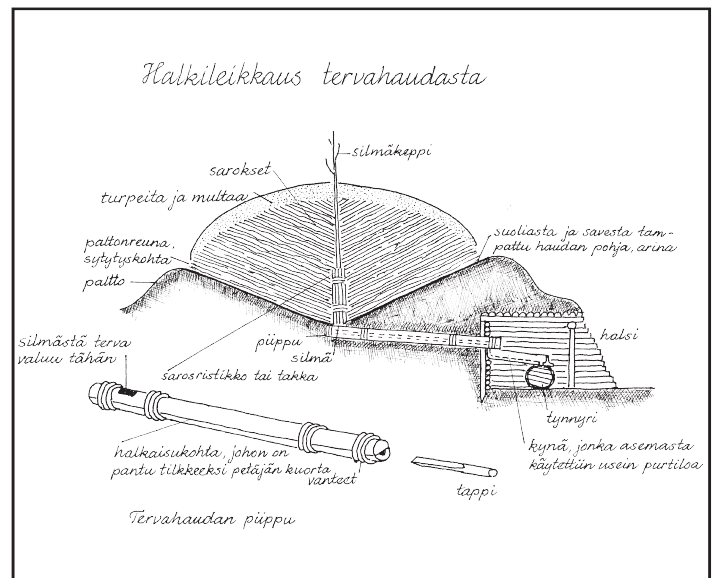 Halkileikkaus tervahaudasta
silmäkeppi
sarokset
turpeita ja multaa
pattonreuna,
sytytyskohta
paltto
suoliasta ja savesta tam-
pattu haudan pohja, arina
piippu
silmä
halsi
silmästä terva
valuu tähän
sarosristikko tai takka
tynnyri
halkaisukohta, johon on
pantu tilkkeeksi petäjän kuorta
vanteet
kynä, jonka asemasta
käytettiin usein purtiloa
tappi
Tervahaudan piippu